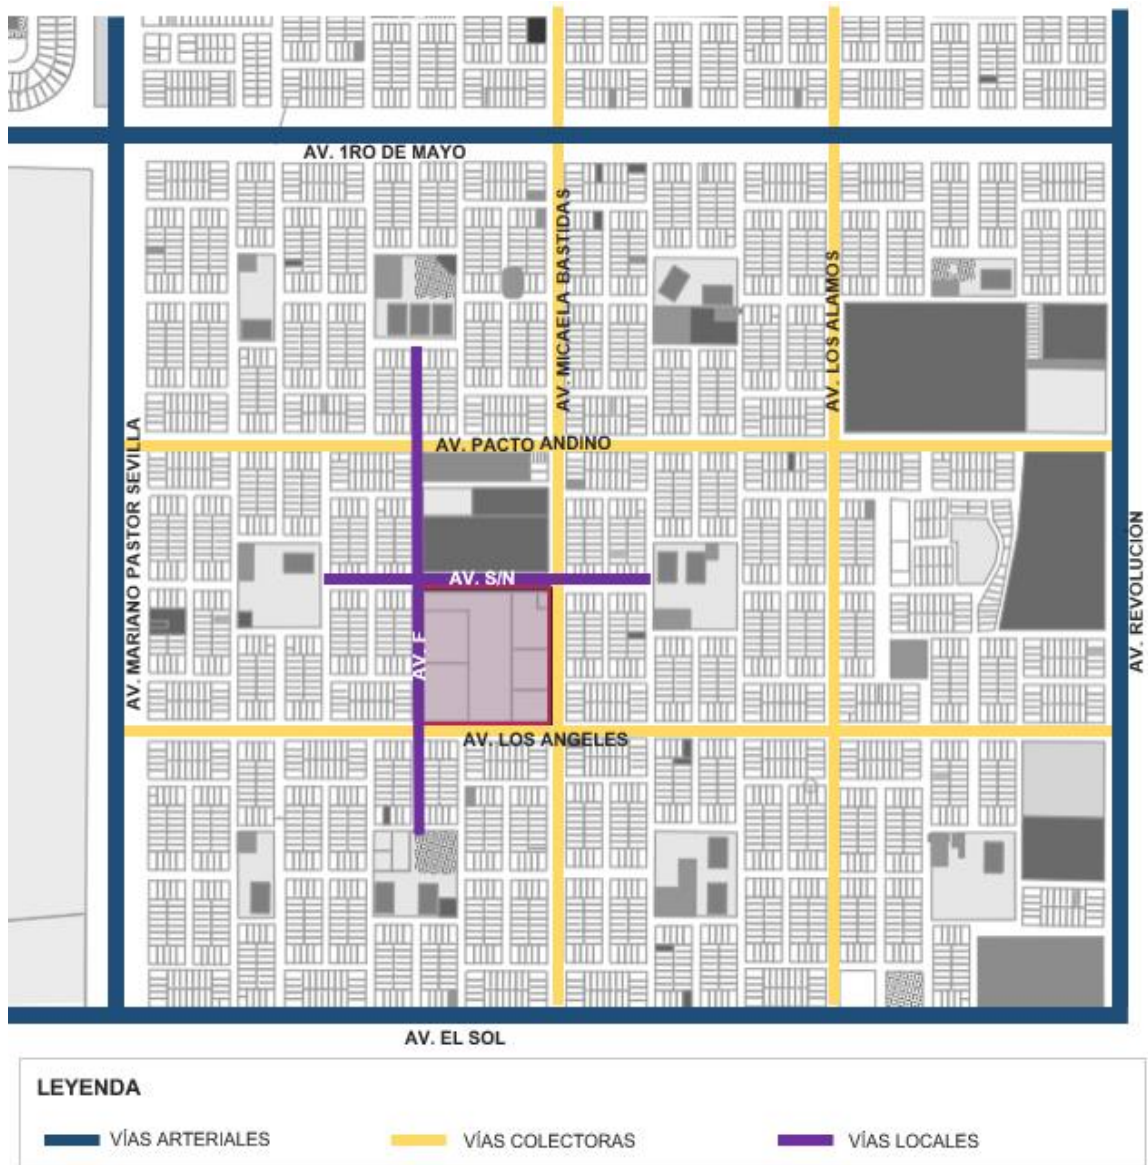 AV. 1RO DE MAYO
AV. MICAELA BASTIDAS
AV. LOS ALAMOS
AV. PACTO ANDINO
AV. MARIANO PASTOR SEVILLA
AV. REVOLUCIÓN
AV. S/N
AV. F
AV. LOS ANGELES
AV. EL SOL
LEYENDA
VÍAS ARTERIALES
VÍAS COLECTORAS
VÍAS LOCALES